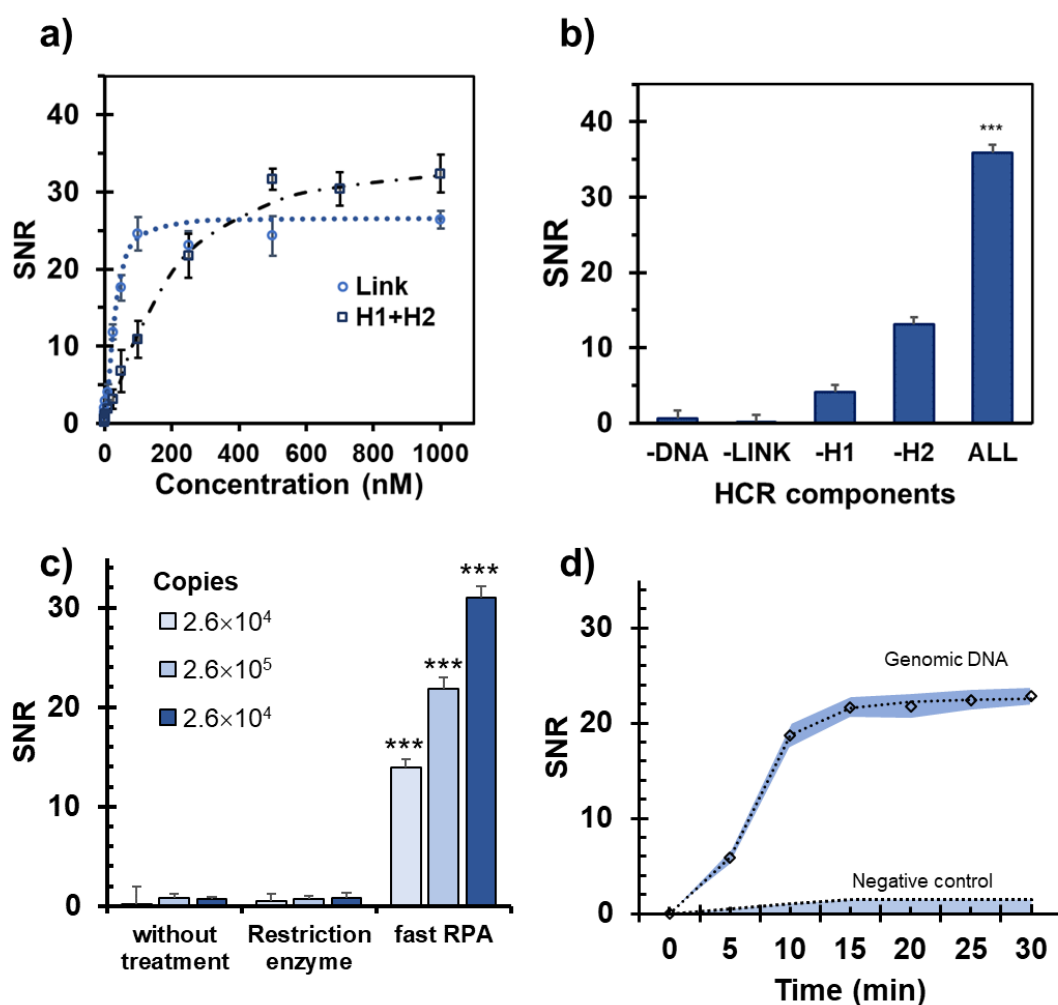 a)
SNR
40
30
20
10
0
0 200 400 600 800 1000
Concentration (nM)
Link
H1+H2
b)
SNR
40
30
20
10
0
***
-DNA -LINK -H1 -H2 ALL
HCR components
c)
SNR
30
20
10
0
Copies
2.6×10⁴
2.6×10⁵
2.6×10⁴
***
***
***
without treatment
Restriction enzyme
fast RPA
d)
SNR
30
20
10
0
Genomic DNA
Negative control
0 5 10 15 20 25 30
Time (min)